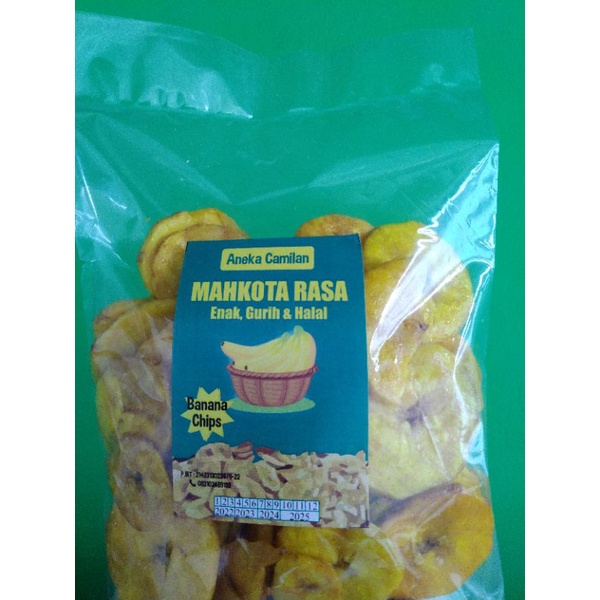 Aneka Camilan
MAHKOTA RASA
Enak, Gurih & Halal
Banana
Chips
P.IRT :
1 2 3 4 5 6 7 8 9 10 11 12
2022 2023 2024 2025